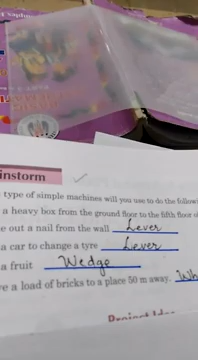 instorm
type of simple machines will you use to do the follow
a heavy box from the ground floor to the fifth floor o
e out a nail from the wall Lever
a car to change a tyre Lever
a fruit Wedge
ve a load of bricks to a place 50 m away. Wh